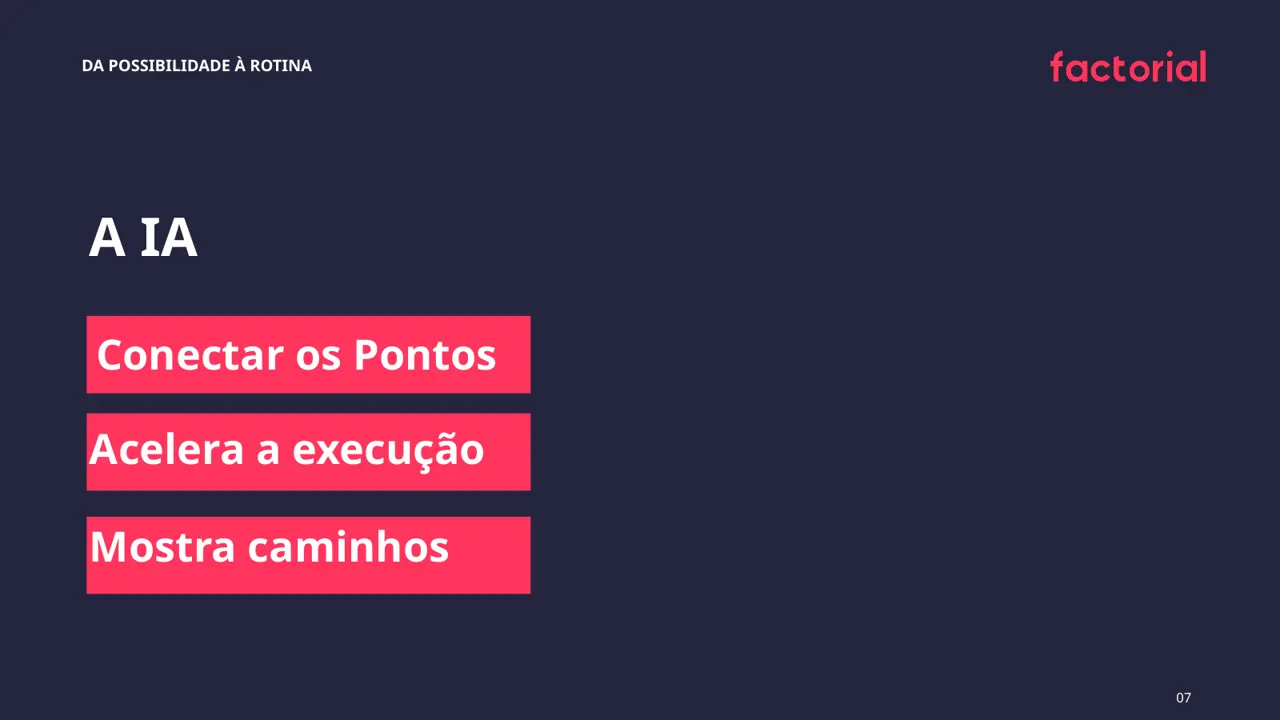 DA POSSIBILIDADE À ROTINA
factorial
A IA
Conectar os Pontos
Acelera a execução
Mostra caminhos
07